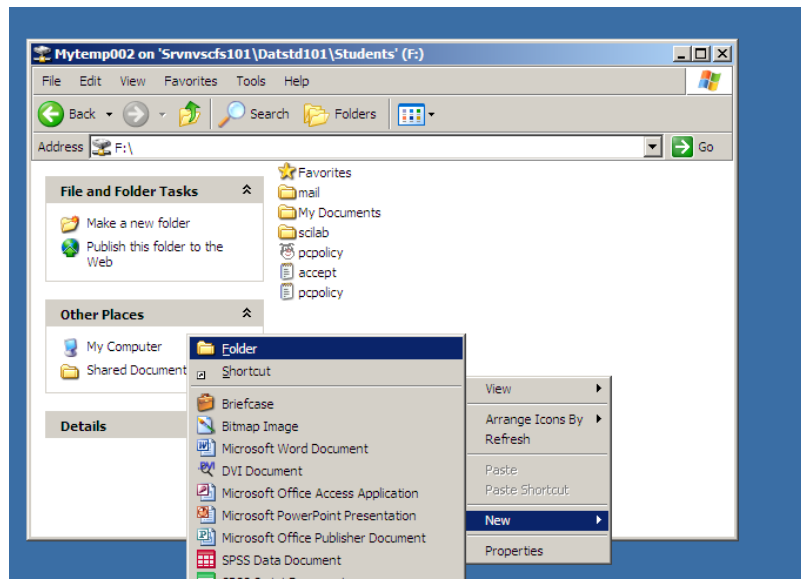 Mytemp002 on 'Srvnvscfs101\Datstd101\Students' (F:)
File Edit View Favorites Tools Help
Back Search Folders
Address F:\ Go
File and Folder Tasks
Make a new folder
Publish this folder to the
Web
Other Places
My Computer
Shared Document
Details
Favorites
mail
My Documents
scilab
pcpolicy
accept
pcpolicy
Folder
Shortcut
Briefcase
Bitmap Image
Microsoft Word Document
DVI Document
Microsoft Office Access Application
Microsoft PowerPoint Presentation
Microsoft Office Publisher Document
SPSS Data Document
View
Arrange Icons By
Refresh
Paste
Paste Shortcut
New
Properties